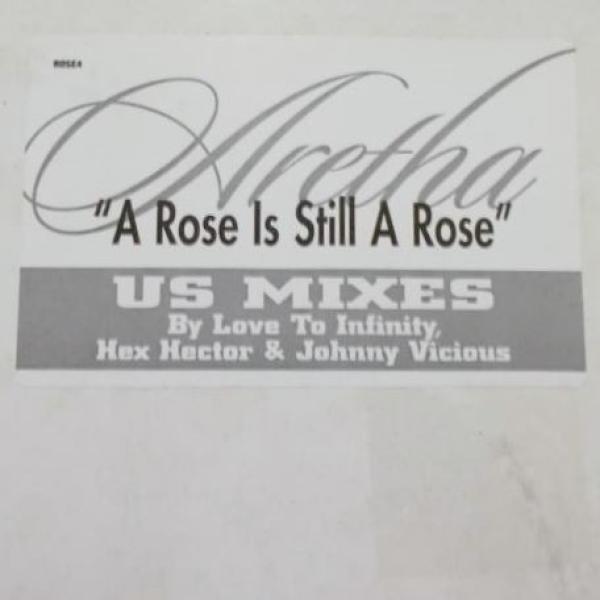 ROSE4
Aretha
"A Rose Is Still A Rose"
US MIXES
By Love To Infinity,
Hex Hector & Johnny Vicious